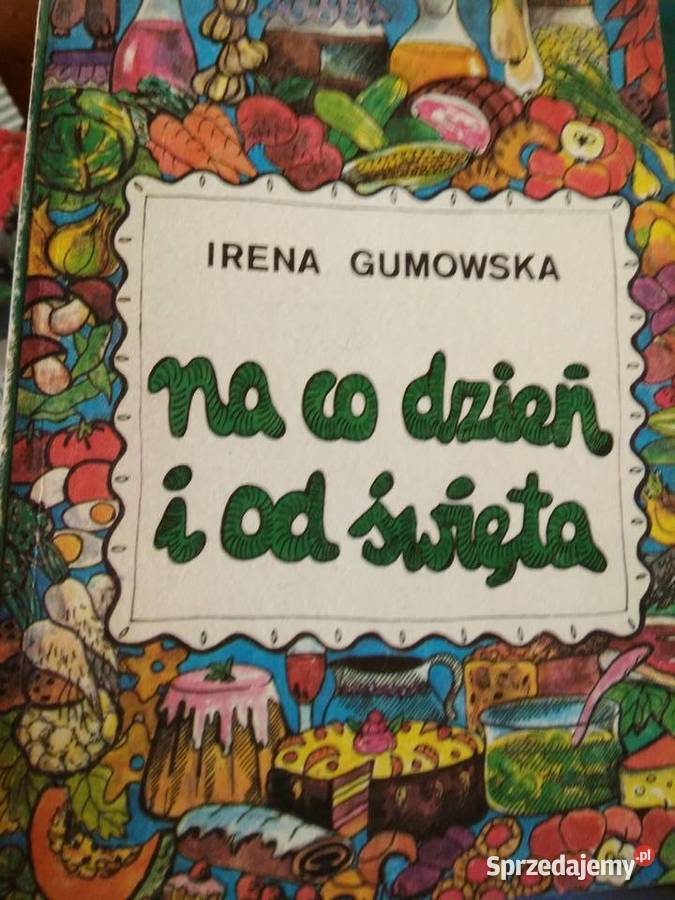 IRENA GUMOWSKA
na co dzień
i od święta
Sprzedajemy.pl